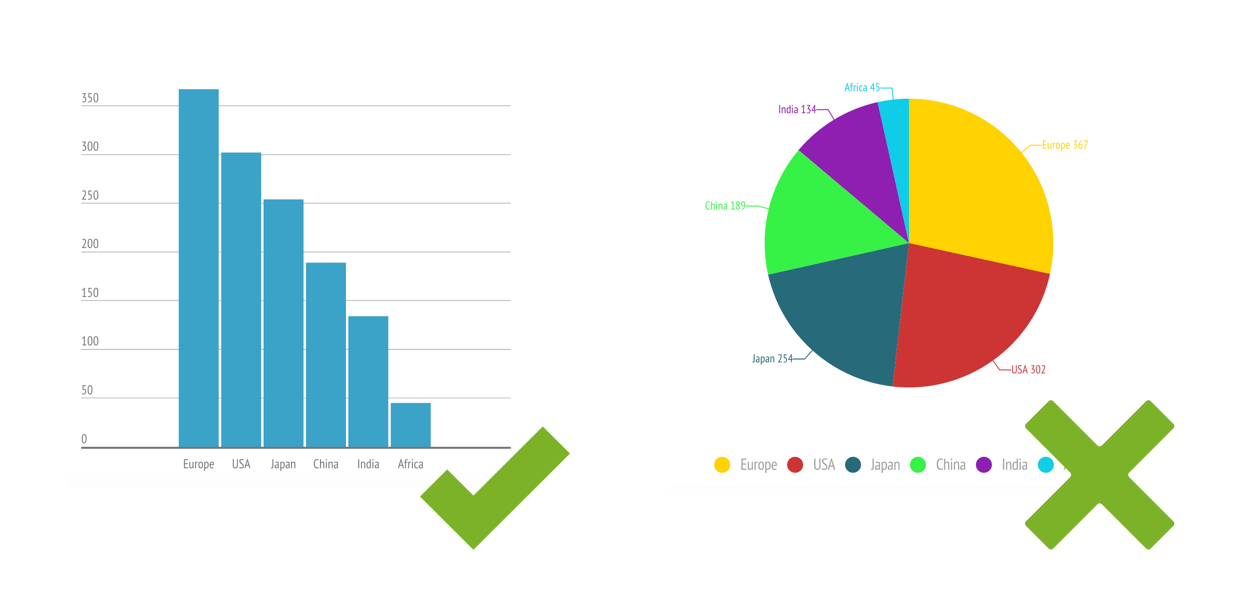 350
300
250
200
150
100
50
0
Europe USA Japan China India Africa
Africa 45
India 134
Europe 367
China 189
Japan 254
USA 302
Europe USA Japan China India